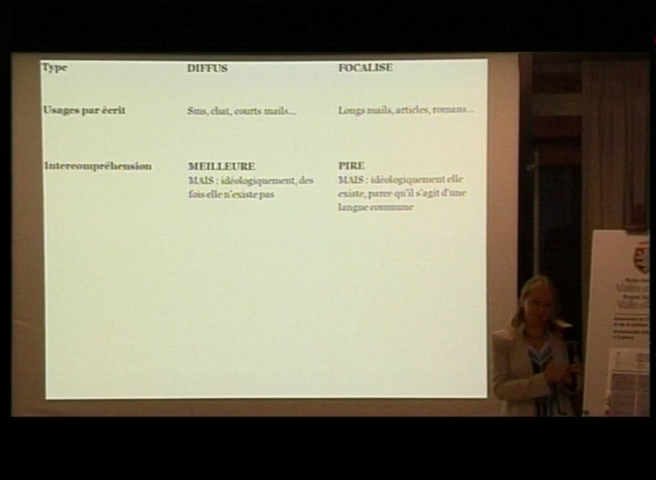 Type DIFFUS FOCALISE
Usages par écrit Sms, chat, courts mails... Longs mails, articles, romans...
Intercompréhension MEILLEURE PIRE
MAIS : idéologiquement, des MAIS : idéologiquement elle
fois elle n'existe pas existe, parce qu'il s'agit d'une
langue commune